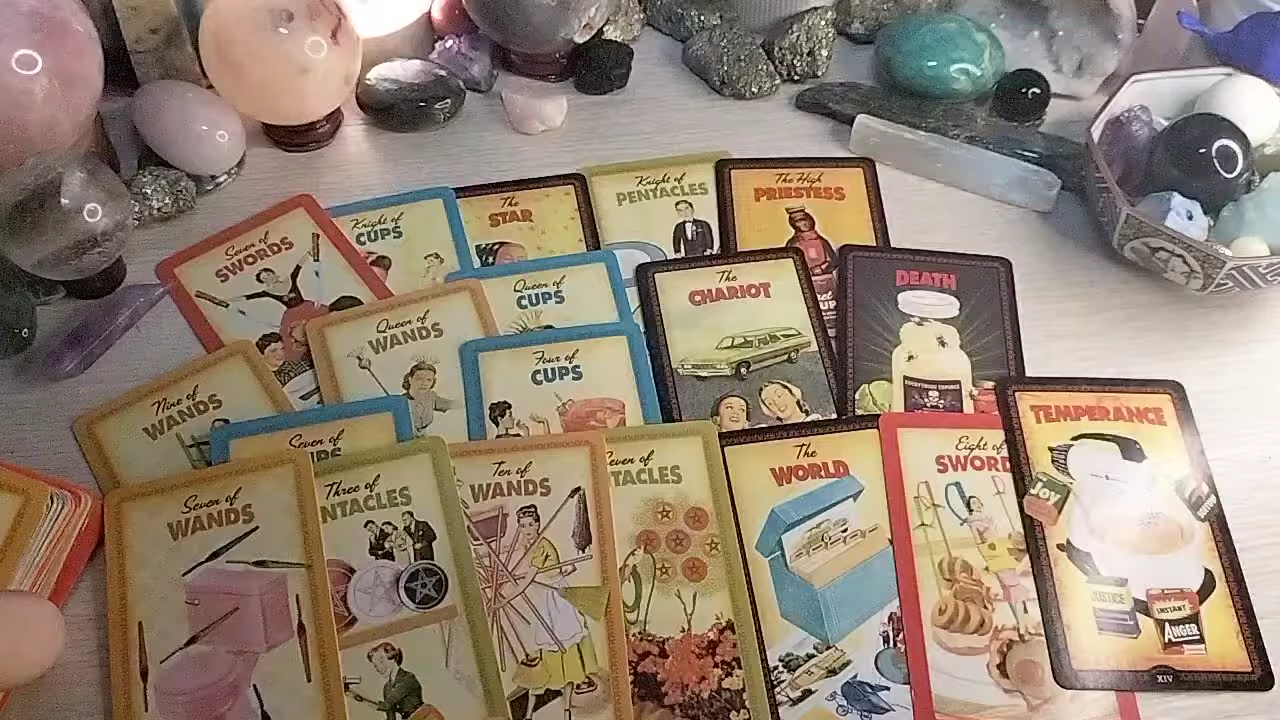 Seven of
SWORDS
Knight of
CUPS
The
STAR
Knight of
PENTACLES
The High
PRIESTESS
Queen of
WANDS
Queen of
CUPS
The
CHARIOT
DEATH
Nine of
WANDS
Four of
CUPS
Seven of
Seven of
WANDS
Three of
NTACLES
Ten of
WANDS
even of
TACLES
The
WORLD
Eight of
SWORD
TEMPERANCE
Joy
JUSTICE
INSTANT
ANGER
XIV